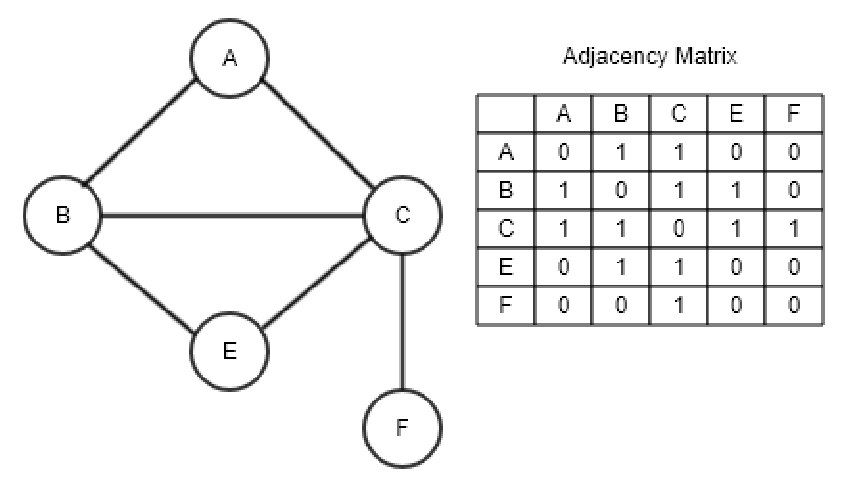 A
B
C
E
F
Adjacency Matrix
A B C E F
A 0 1 1 0 0
B 1 0 1 1 0
C 1 1 0 1 1
E 0 1 1 0 0
F 0 0 1 0 0